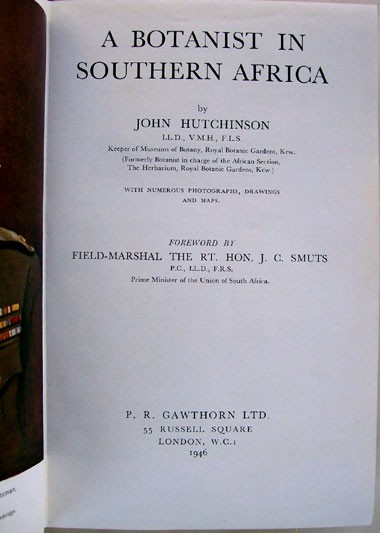 A BOTANIST IN
SOUTHERN AFRICA
by
JOHN HUTCHINSON
LL.D., V.M.H., F.L.S
Keeper of Museums of Botany, Royal Botanic Gardens, Kew.
(Formerly Botanist in charge of the African Section,
The Herbarium, Royal Botanic Gardens, Kew.)
WITH NUMEROUS PHOTOGRAPHS, DRAWINGS
AND MAPS.
FOREWORD BY
FIELD-MARSHAL THE RT. HON. J. C. SMUTS
P.C., LL.D., F.R.S.
Prime Minister of the Union of South Africa.
P. R. GAWTHORN LTD.
55 RUSSELL SQUARE
LONDON, W.C.1
1946